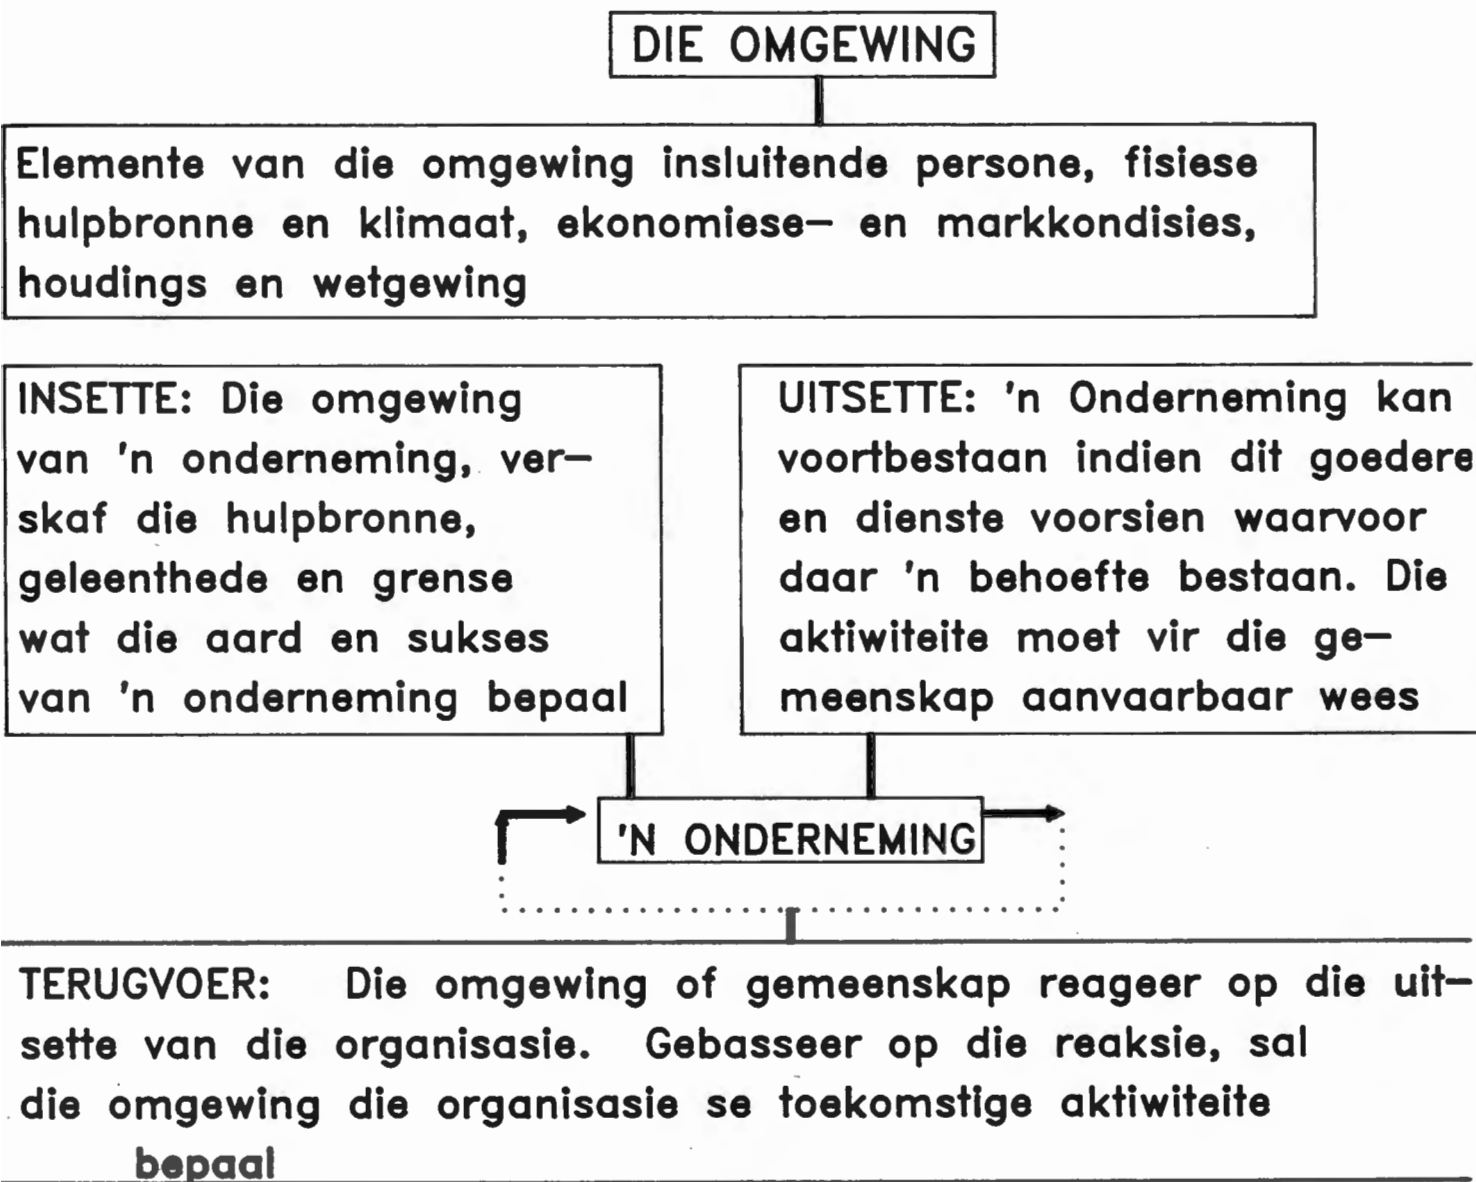 DIE OMGEWING
Elemente van die omgewing insluitende persone, fisiese
hulpbronne en klimaat, ekonomiese– en markkondisies,
houdings en wetgewing
INSETTE: Die omgewing
van 'n onderneming, ver–
skaf die hulpbronne,
geleenthede en grense
wat die aard en sukses
van 'n onderneming bepaal
UITSETTE: 'n Onderneming kan
voortbestaan indien dit goedere
en dienste voorsien waarvoor
daar 'n behoefte bestaan. Die
aktiwiteite moet vir die ge–
meenskap aanvaarbaar wees
'N ONDERNEMING
TERUGVOER: Die omgewing of gemeenskap reageer op die uit–
sette van die organisasie. Gebasseer op die reaksie, sal
die omgewing die organisasie se toekomstige aktiwiteite
bepaal